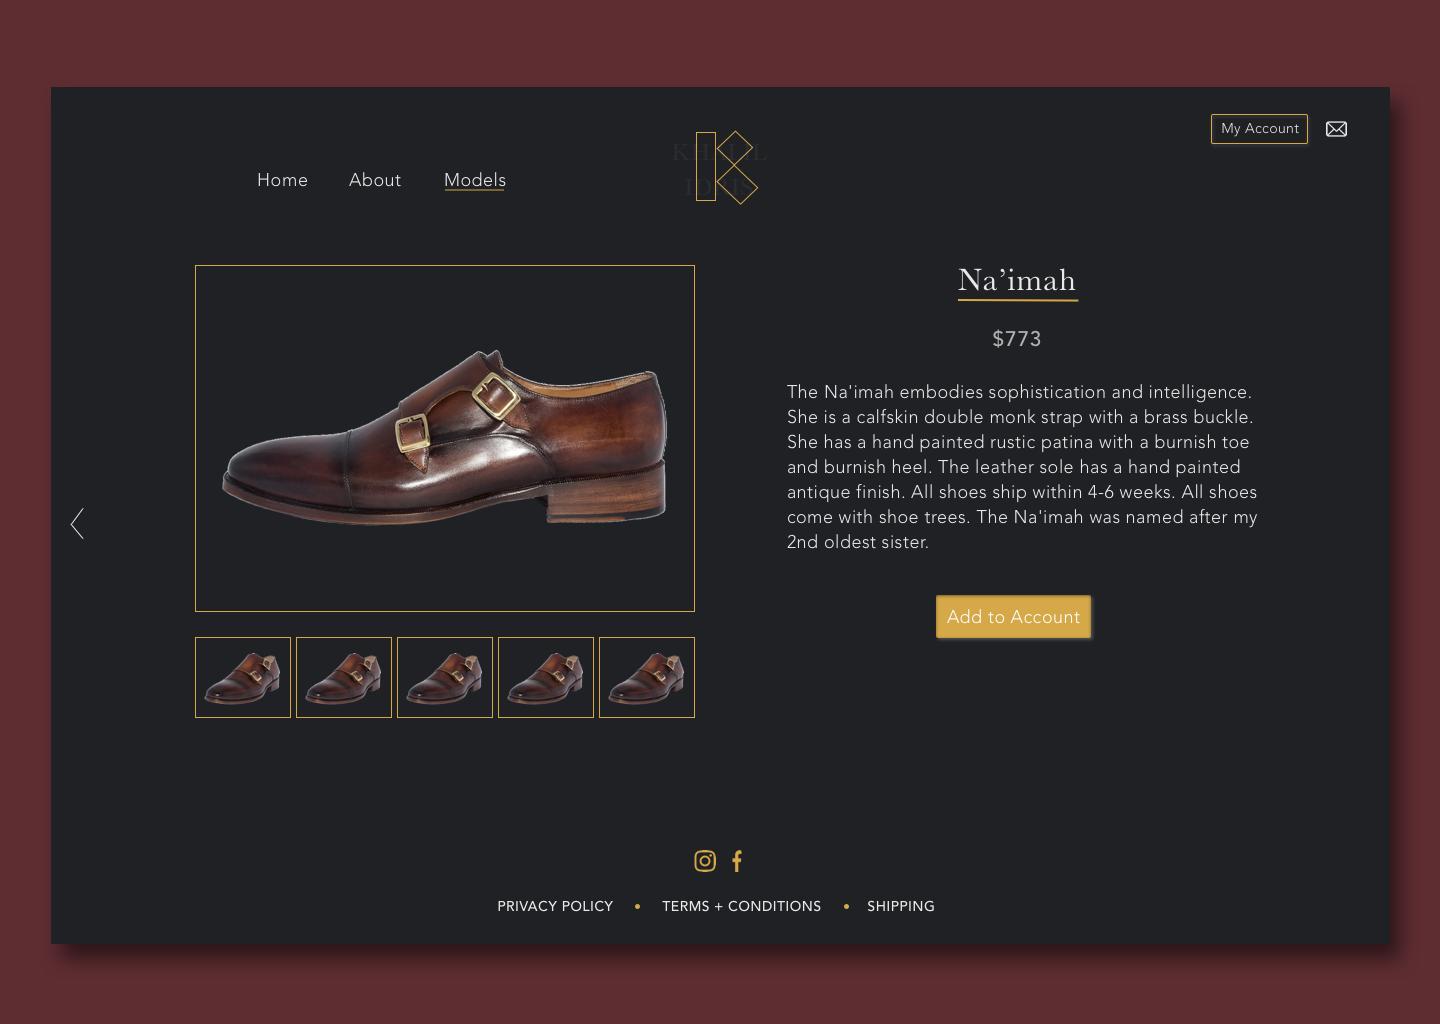 My Account
Home
About
Models
KHALIL
IDRIS
Na’imah
$773
The Na'imah embodies sophistication and intelligence.
She is a calfskin double monk strap with a brass buckle.
She has a hand painted rustic patina with a burnish toe
and burnish heel. The leather sole has a hand painted
antique finish. All shoes ship within 4-6 weeks. All shoes
come with shoe trees. The Na'imah was named after my
2nd oldest sister.
Add to Account
PRIVACY POLICY • TERMS + CONDITIONS • SHIPPING